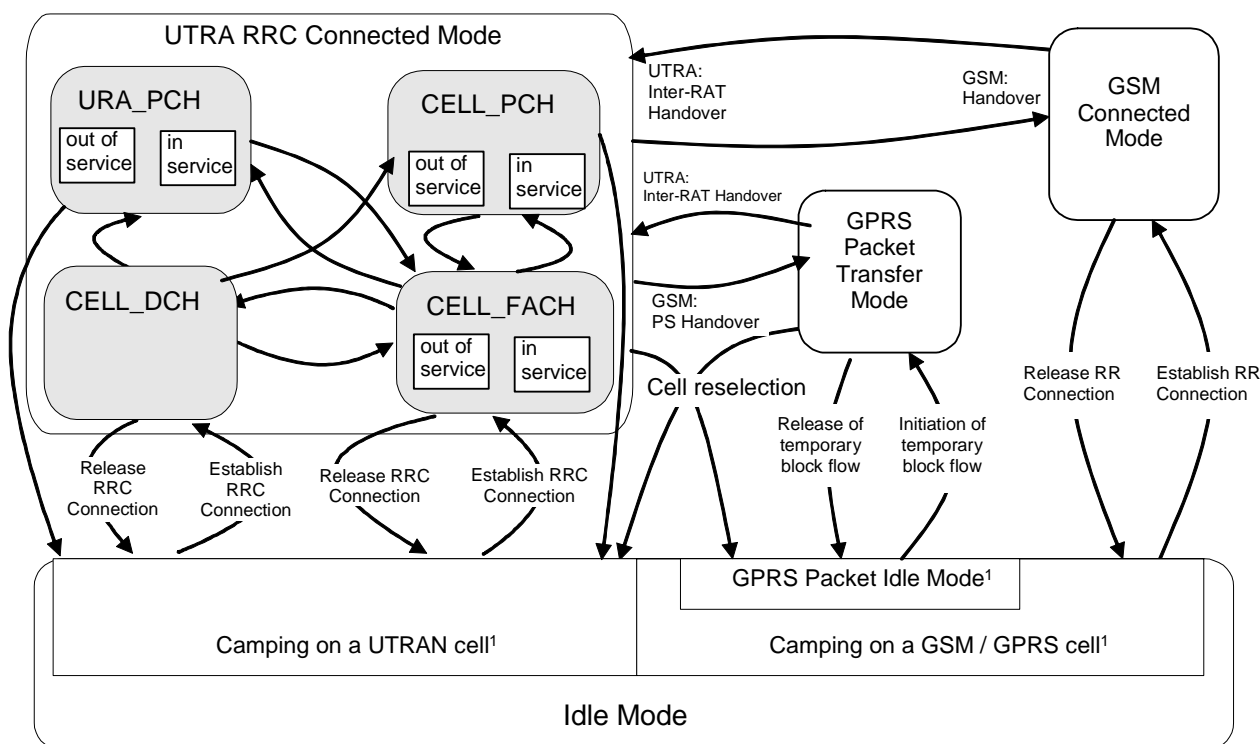 UTRA RRC Connected Mode
URA_PCH
out of
service
in
service
CELL_PCH
out of
service
in
service
CELL_DCH
CELL_FACH
out of
service
in
service
UTRA:
Inter-RAT
Handover
GSM:
Handover
GSM
Connected
Mode
UTRA:
Inter-RAT Handover
GPRS
Packet
Transfer
Mode
GSM:
PS Handover
Cell reselection
Release RR
Connection
Establish RR
Connection
Release of
temporary
block flow
Initiation of
temporary
block flow
Release
RRC
Connection
Establish
RRC
Connection
Release RRC
Connection
Establish RRC
Connection
GPRS Packet Idle Mode¹
Camping on a UTRAN cell¹
Camping on a GSM / GPRS cell¹
Idle Mode